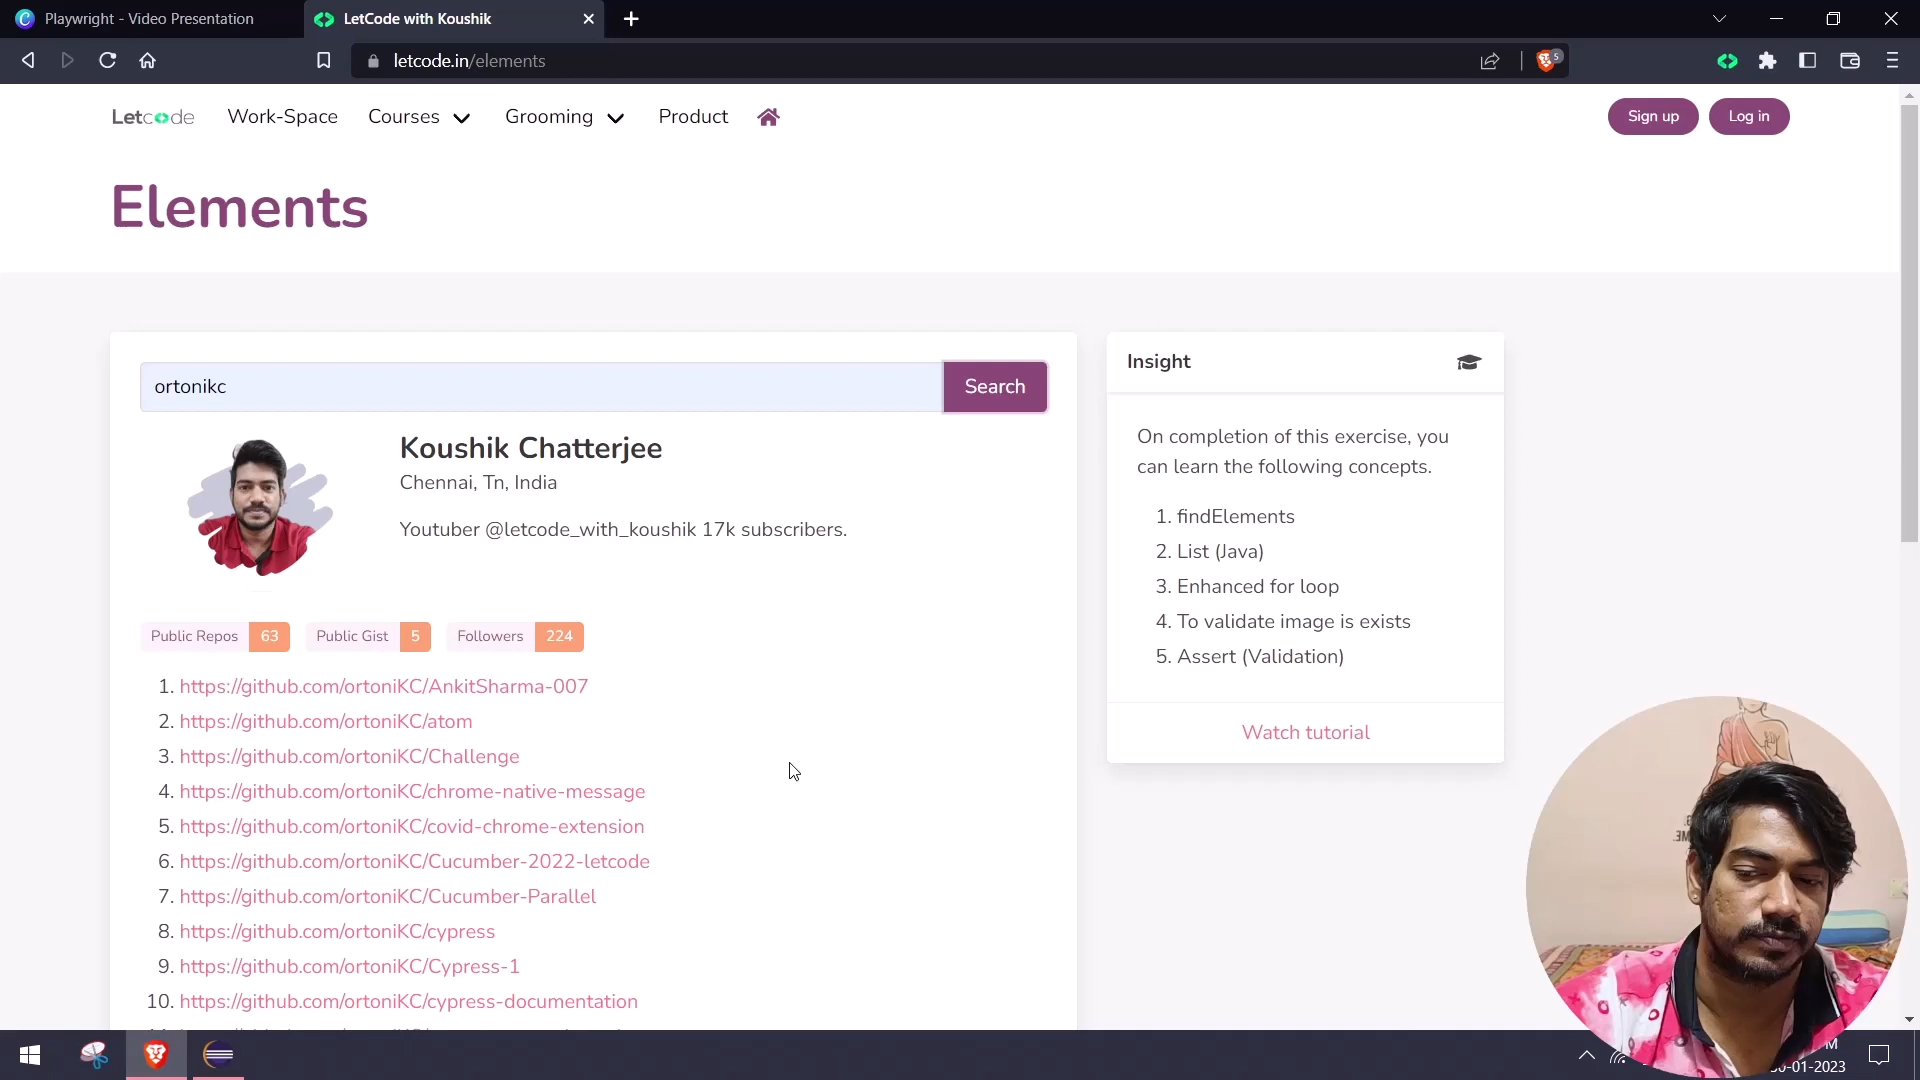 Playwright - Video Presentation
LetCode with Koushik
letcode.in/elements
5
Letcode
Work-Space
Courses
Grooming
Product
Sign up
Log in
Elements
ortonikc
Search
Koushik Chatterjee
Chennai, Tn, India
Youtuber @letcode_with_koushik 17k subscribers.
Public Repos 63
Public Gist 5
Followers 224
1. https://github.com/ortoniKC/AnkitSharma-007
2. https://github.com/ortoniKC/atom
3. https://github.com/ortoniKC/Challenge
4. https://github.com/ortoniKC/chrome-native-message
5. https://github.com/ortoniKC/covid-chrome-extension
6. https://github.com/ortoniKC/Cucumber-2022-letcode
7. https://github.com/ortoniKC/Cucumber-Parallel
8. https://github.com/ortoniKC/cypress
9. https://github.com/ortoniKC/Cypress-1
10. https://github.com/ortoniKC/cypress-documentation
Insight
On completion of this exercise, you
can learn the following concepts.
1. findElements
2. List (Java)
3. Enhanced for loop
4. To validate image is exists
5. Assert (Validation)
Watch tutorial
M
0-01-2023